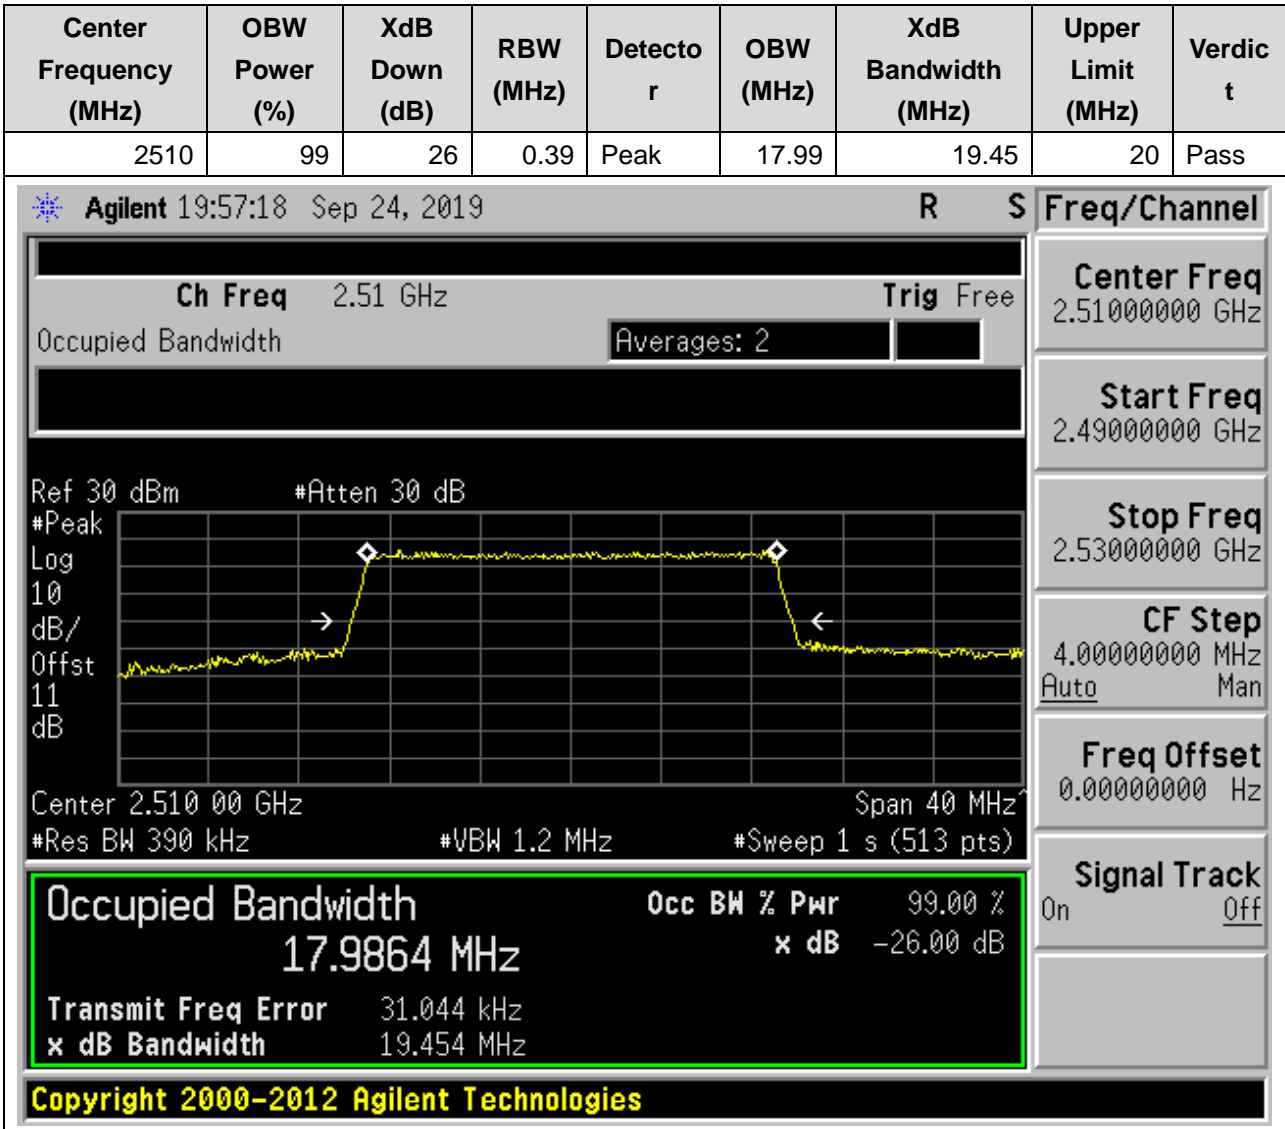 Center Frequency (MHz) OBW Power (%) XdB Down (dB) RBW (MHz) Detecto r OBW (MHz) XdB Bandwidth (MHz) Upper Limit (MHz) Verdic t
2510 99 26 0.39 Peak 17.99 19.45 20 Pass
Agilent 19:57:18 Sep 24, 2019 R S
Ch Freq 2.51 GHz Trig Free
Occupied Bandwidth Averages: 2
Ref 30 dBm #Atten 30 dB
#Peak
Log
10
dB/
Offst
11
dB
Center 2.510 00 GHz Span 40 MHz^
#Res BW 390 kHz #VBW 1.2 MHz #Sweep 1 s (513 pts)
Occupied Bandwidth Occ BW % Pwr 99.00 %
17.9864 MHz x dB -26.00 dB
Transmit Freq Error 31.044 kHz
x dB Bandwidth 19.454 MHz
Copyright 2000-2012 Agilent Technologies
Freq/Channel
Center Freq
2.51000000 GHz
Start Freq
2.49000000 GHz
Stop Freq
2.53000000 GHz
CF Step
4.00000000 MHz
Auto Man
Freq Offset
0.00000000 Hz
Signal Track
On Off